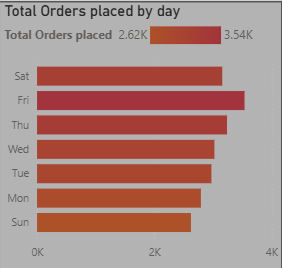 Total Orders placed by day
Total Orders placed 2.62K 3.54K
Sat
Fri
Thu
Wed
Tue
Mon
Sun
0K 2K 4K